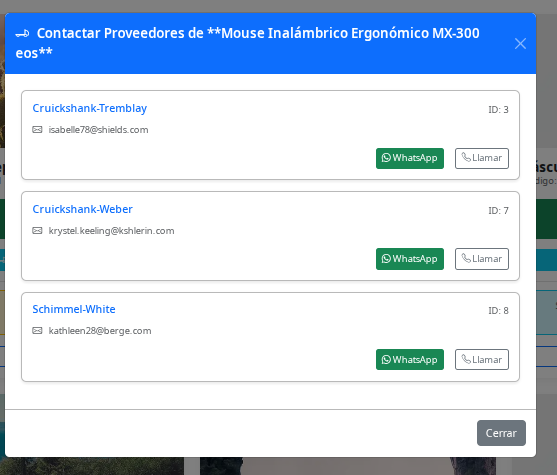 Contactar Proveedores de **Mouse Inalámbrico Ergonómico MX-300
eos**
Cruickshank-Tremblay
ID: 3
isabelle78@shields.com
WhatsApp
Llamar
Cruickshank-Weber
ID: 7
krystel.keeling@kshlerin.com
WhatsApp
Llamar
Schimmel-White
ID: 8
kathleen28@berge.com
WhatsApp
Llamar
Cerrar